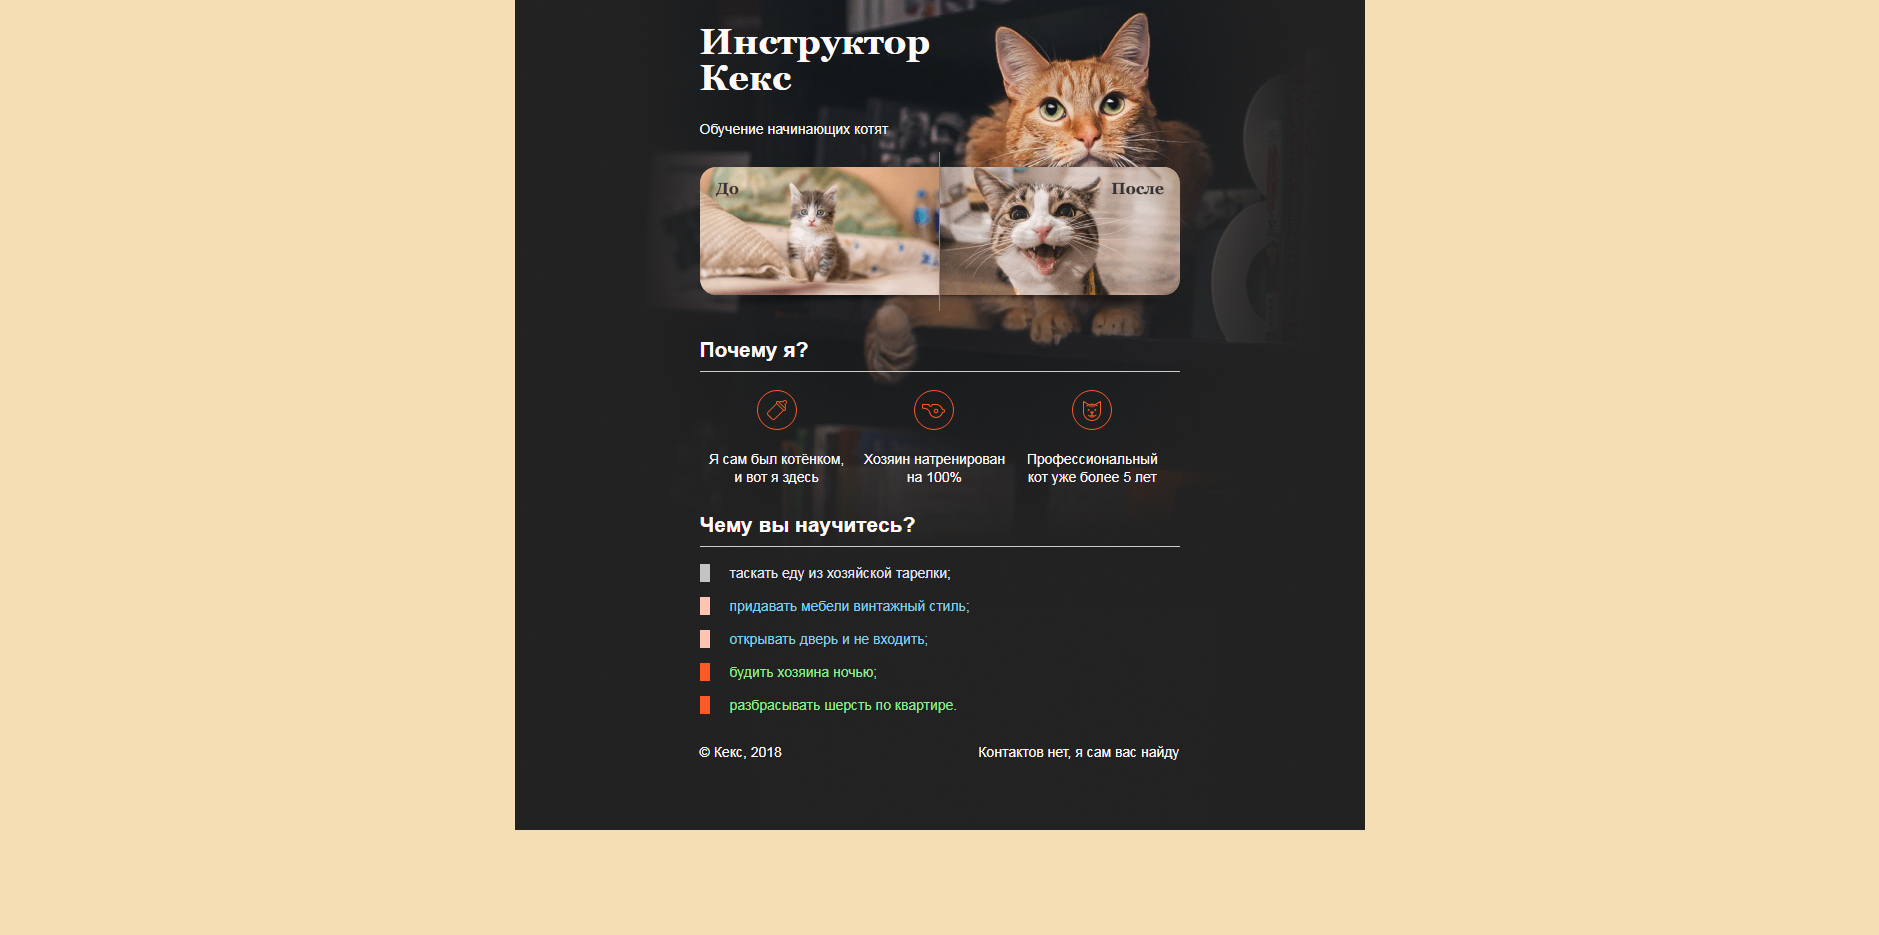 Инструктор
Кекс
Обучение начинающих котят
До
После
Почему я?
Я сам был котёнком,
и вот я здесь
Хозяин натренирован
на 100%
Профессиональный
кот уже более 5 лет
Чему вы научитесь?
таскать еду из хозяйской тарелки;
придавать мебели винтажный стиль;
открывать дверь и не входить;
будить хозяина ночью;
разбрасывать шерсть по квартире.
© Кекс, 2018
Контактов нет, я сам вас найду